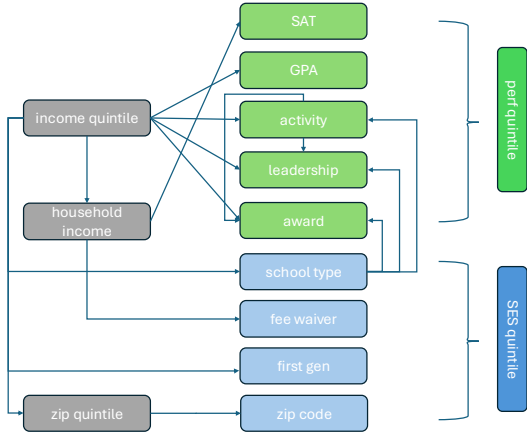 SAT
GPA
income quintile
activity
leadership
household
income
award
school type
fee waiver
first gen
zip quintile
zip code
perf quintile
SES quintile